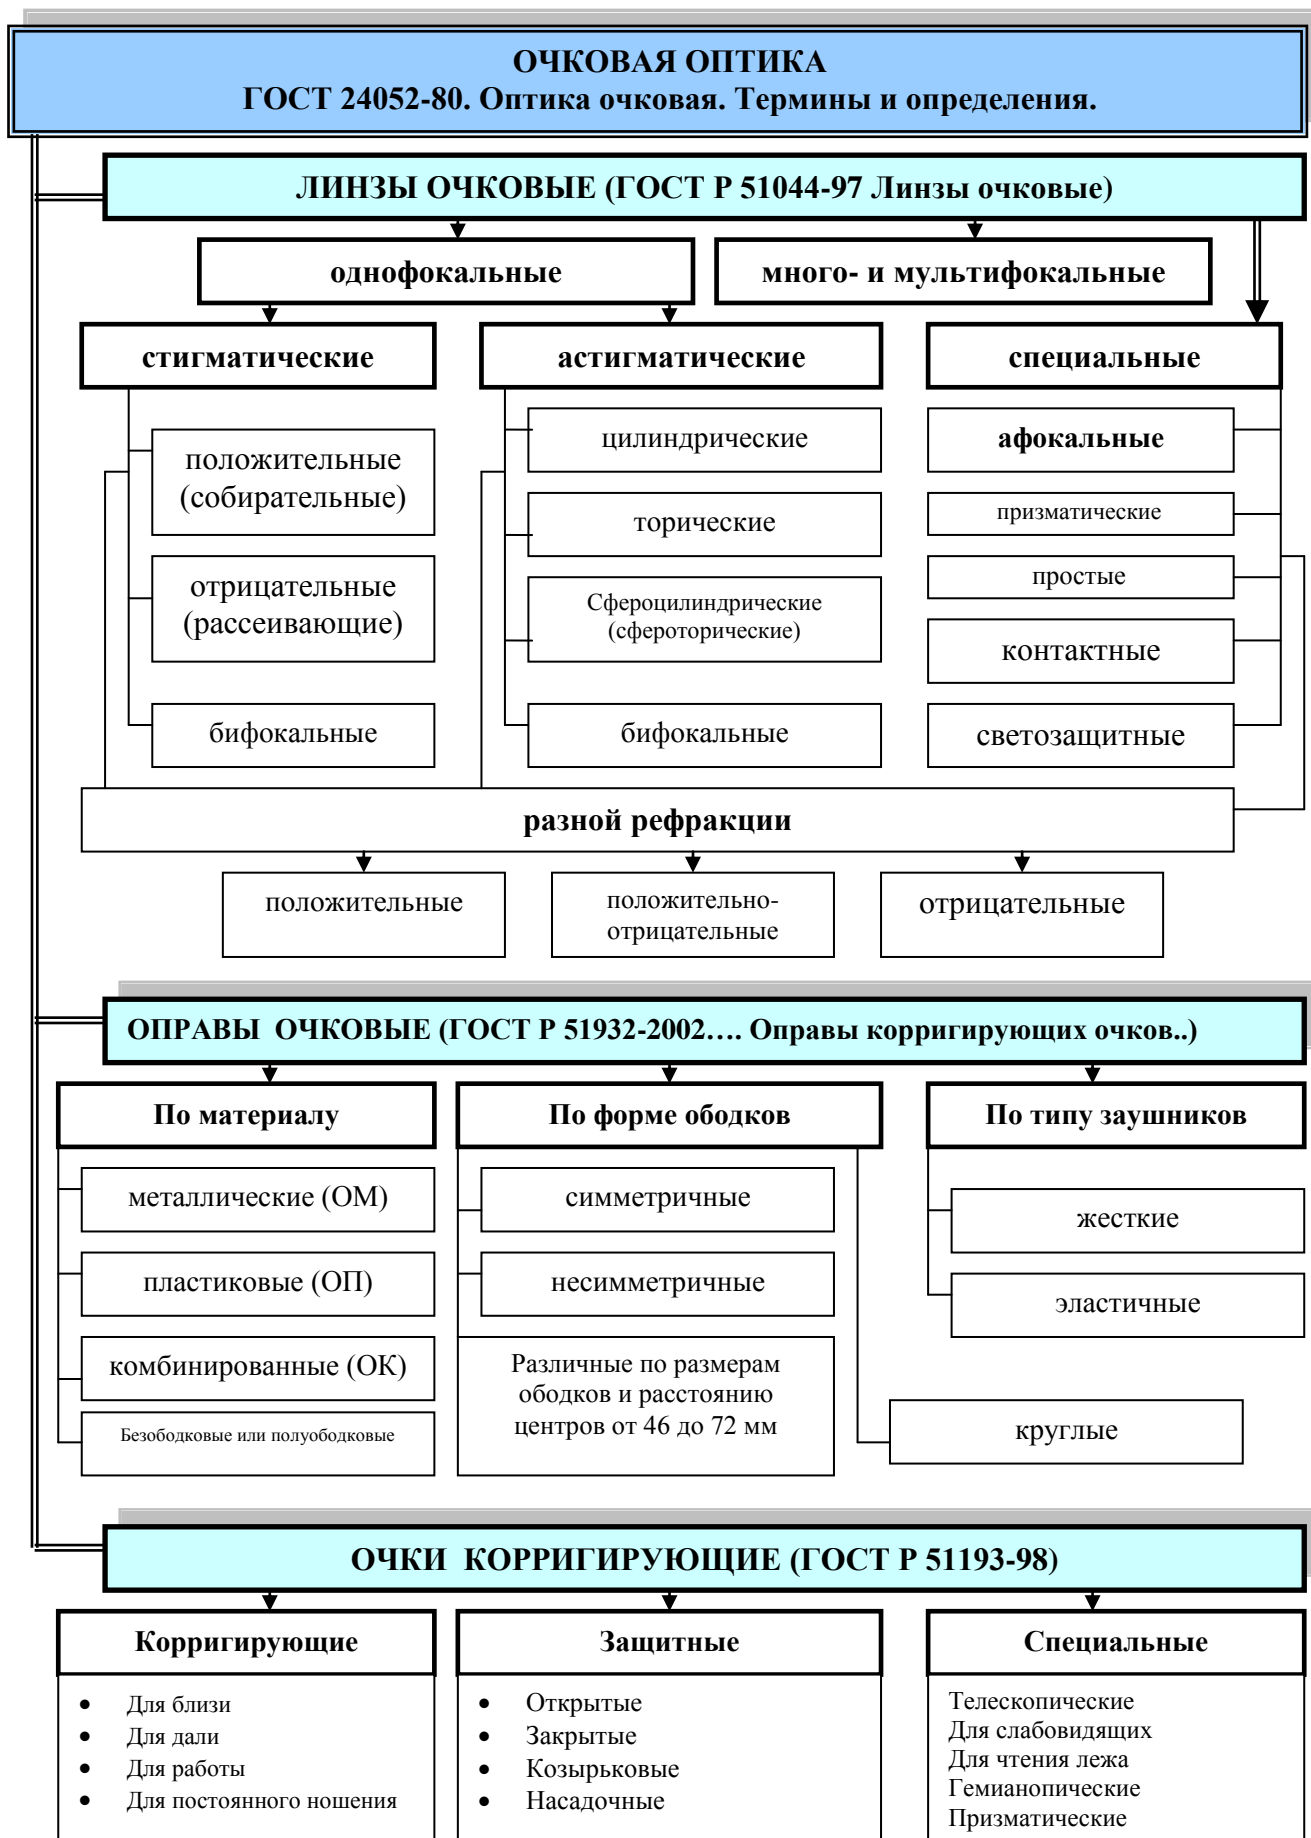 ОЧКОВАЯ ОПТИКА
ГОСТ 24052-80. Оптика очковая. Термины и определения.
ЛИНЗЫ ОЧКОВЫЕ (ГОСТ Р 51044-97 Линзы очковые)
однофокальные
много- и мультифокальные
стигматические
астигматические
специальные
положительные
(собирательные)
отрицательные
(рассеивающие)
бифокальные
цилиндрические
торические
Сфероцилиндрические
(сфероторические)
бифокальные
афокальные
призматические
простые
контактные
светозащитные
разной рефракции
положительные
положительно-
отрицательные
отрицательные
ОПРАВЫ ОЧКОВЫЕ (ГОСТ Р 51932-2002…. Оправы корригирующих очков..)
По материалу
По форме ободков
По типу заушников
металлические (ОМ)
пластиковые (ОП)
комбинированные (ОК)
Безободковые или полуободковые
симметричные
несимметричные
Различные по размерам
ободков и расстоянию
центров от 46 до 72 мм
круглые
жесткие
эластичные
ОЧКИ КОРРИГИРУЮЩИЕ (ГОСТ Р 51193-98)
Корригирующие
Защитные
Специальные
• Для близи
• Для дали
• Для работы
• Для постоянного ношения
• Открытые
• Закрытые
• Козырьковые
• Насадочные
Телескопические
Для слабовидящих
Для чтения лежа
Гемианопические
Призматические